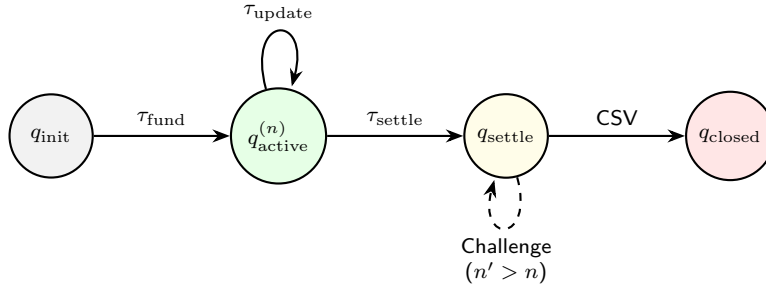 τ_update
q_init
τ_fund
q_active^(n)
τ_settle
q_settle
CSV
q_closed
Challenge
(n′ > n)